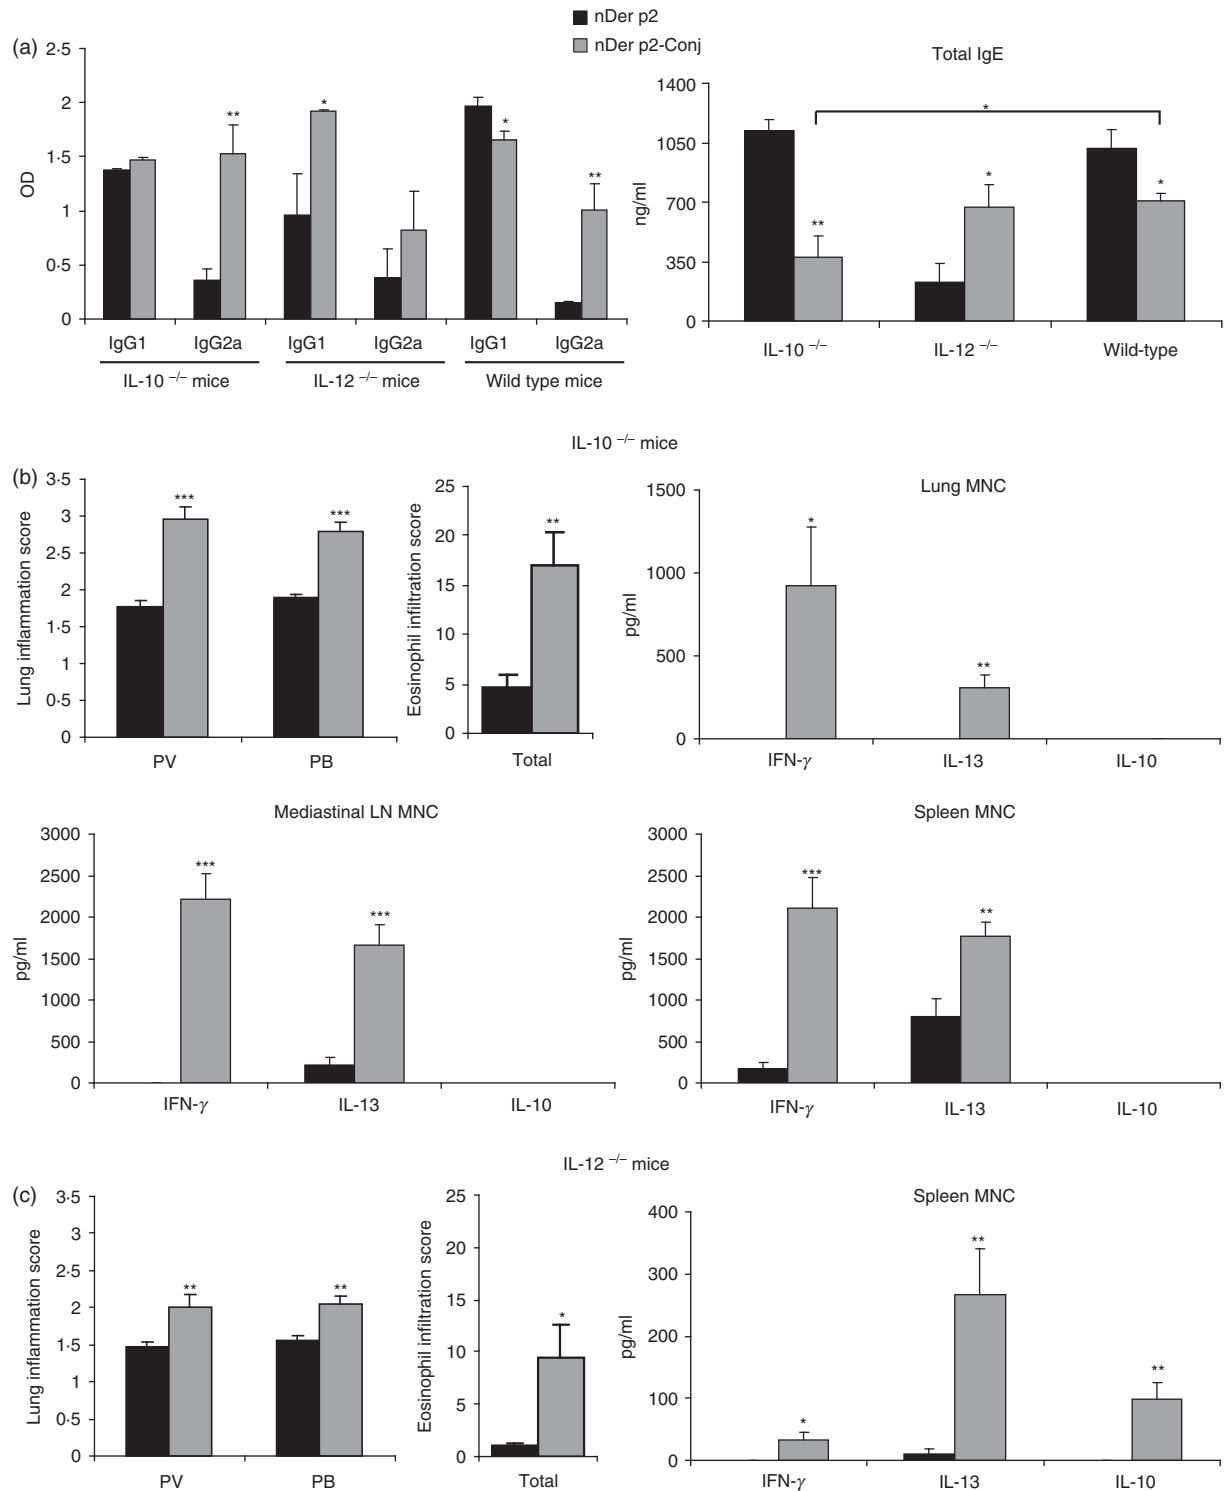 nDer p2
nDer p2-Conj
(a)
2·5
2
1·5
1
0·5
0
OD
**
*
*
**
IgG1 IgG2a IgG1 IgG2a IgG1 IgG2a
IL-10 –/– mice IL-12 –/– mice Wild type mice
Total IgE
1400
1050
700
350
0
ng/ml
*
**
*
*
IL-10 –/– IL-12 –/– Wild-type
IL-10 –/– mice
(b)
3·5
3
2·5
2
1·5
1
0·5
0
Lung inflammation score
***
***
PV PB
25
20
15
10
5
0
Eosinophil infiltration score
**
Total
Lung MNC
1500
1000
500
0
pg/ml
*
**
IFN-γ IL-13 IL-10
Mediastinal LN MNC
3000
2500
2000
1500
1000
500
0
pg/ml
***
***
IFN-γ IL-13 IL-10
Spleen MNC
3000
2500
2000
1500
1000
500
0
pg/ml
***
**
IFN-γ IL-13 IL-10
IL-12 –/– mice
(c)
3·5
3
2·5
2
1·5
1
0·5
0
Lung inflammation score
**
**
PV PB
25
20
15
10
5
0
Eosinophil infiltration score
*
Total
Spleen MNC
400
300
200
100
0
pg/ml
*
**
**
IFN-γ IL-13 IL-10